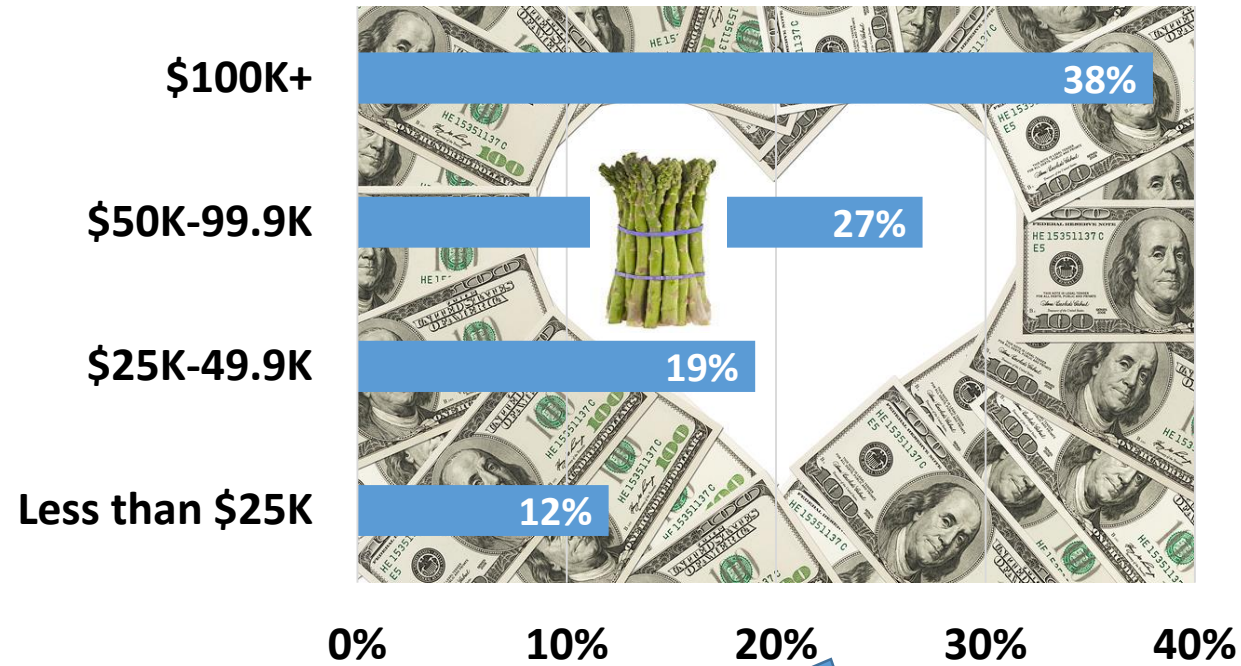 $100K+
38%
$50K-99.9K
27%
$25K-49.9K
19%
Less than $25K
12%
0% 10% 20% 30% 40%